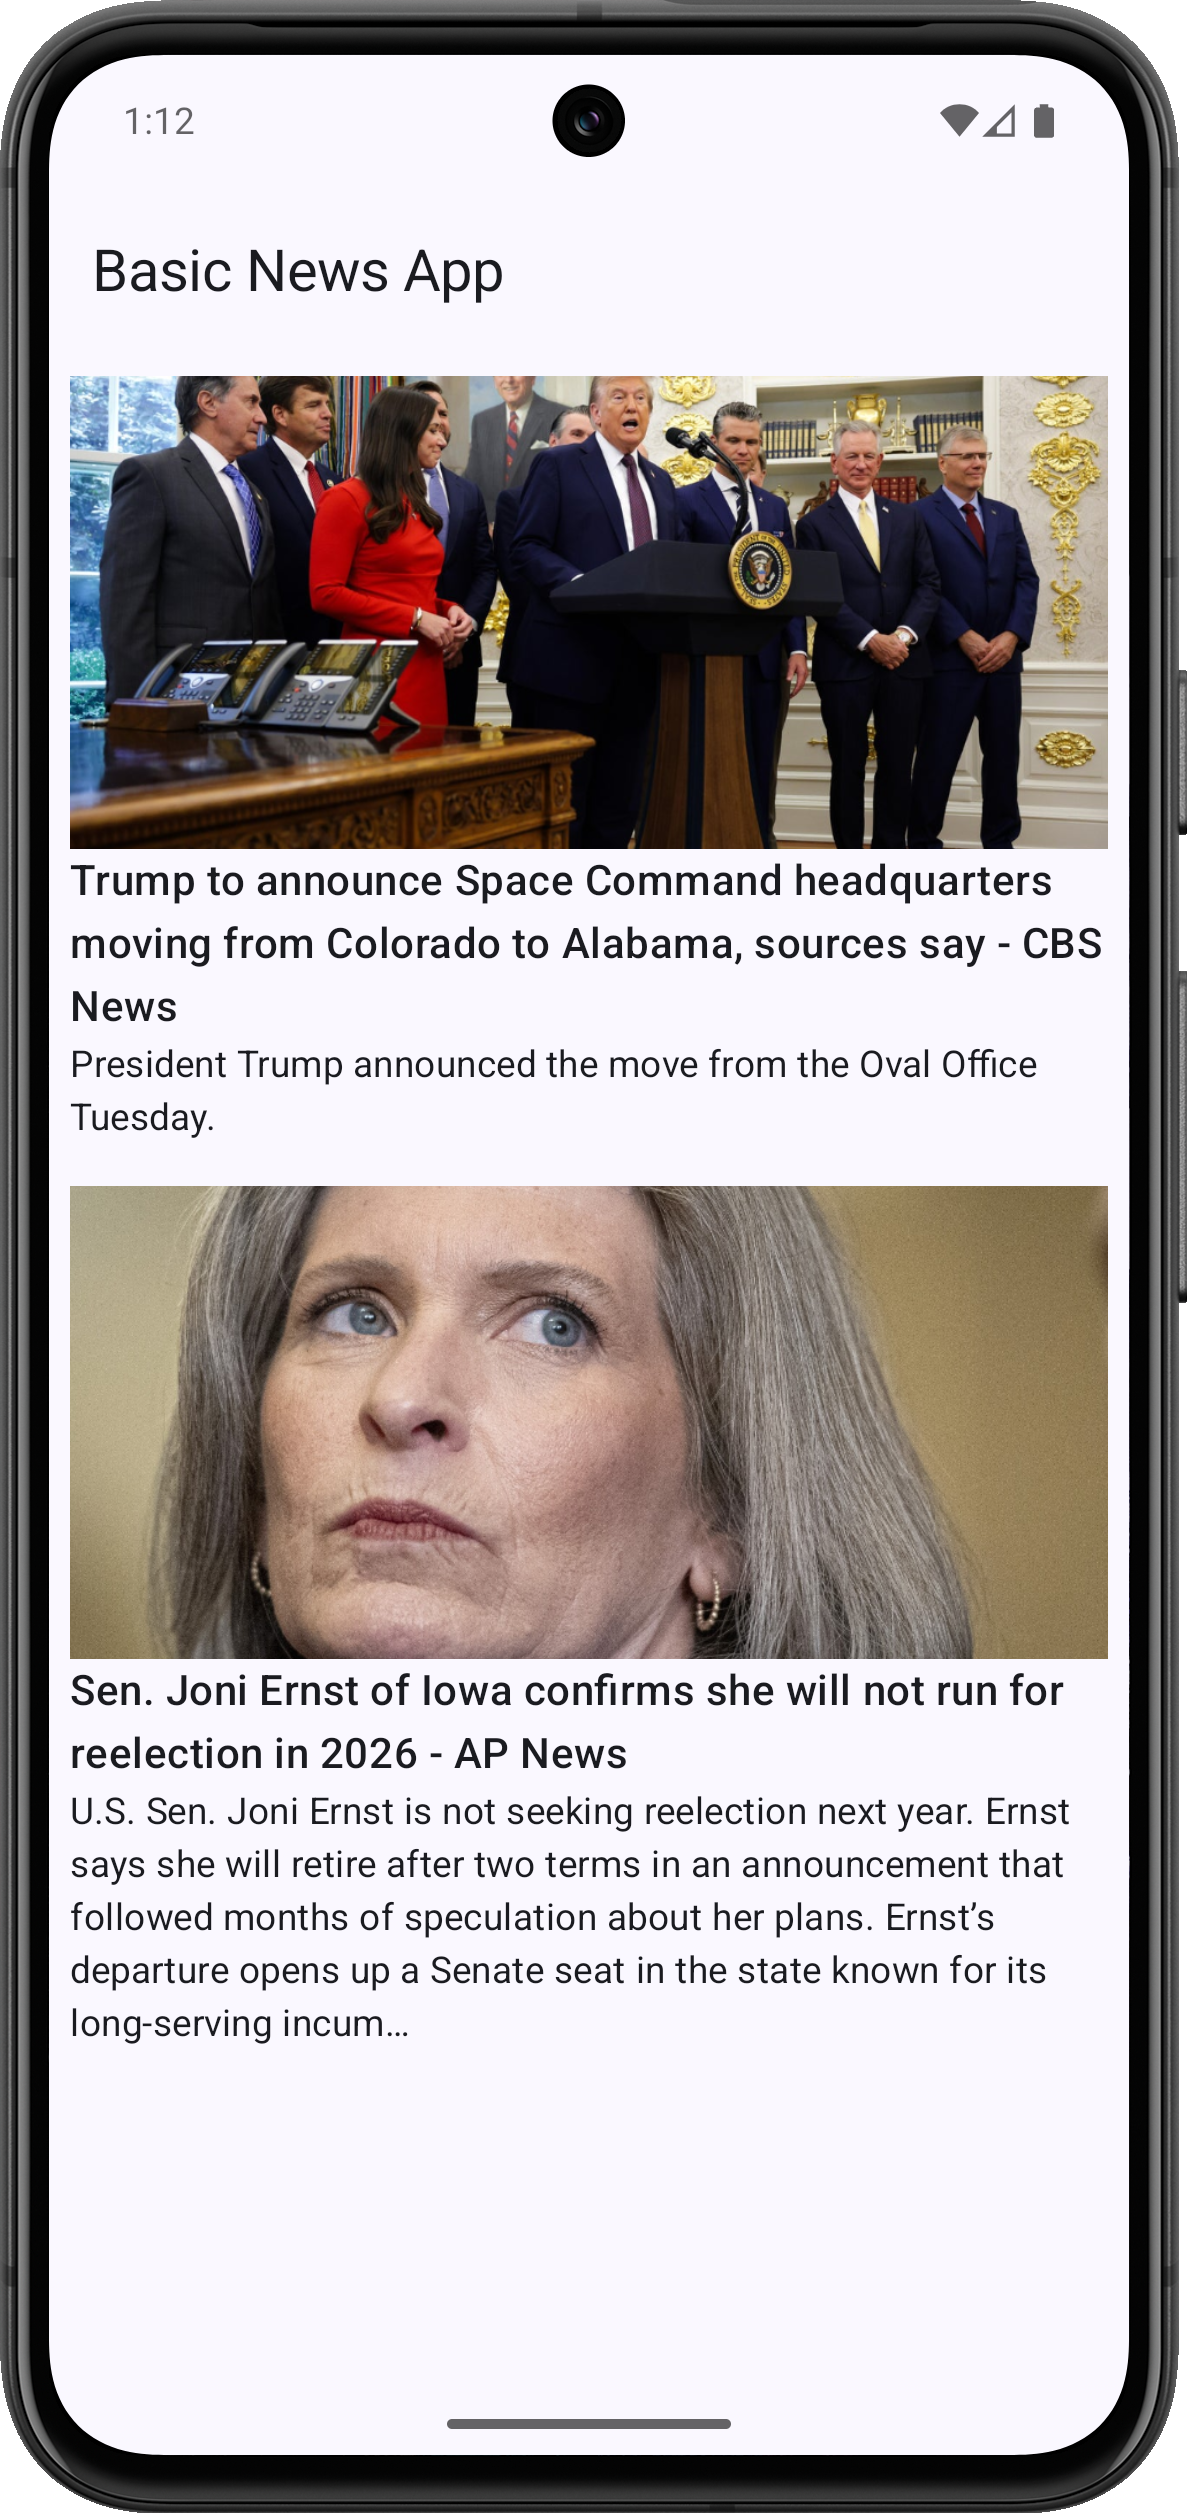 1:12
Basic News App
Trump to announce Space Command headquarters
moving from Colorado to Alabama, sources say - CBS
News
President Trump announced the move from the Oval Office
Tuesday.
Sen. Joni Ernst of Iowa confirms she will not run for
reelection in 2026 - AP News
U.S. Sen. Joni Ernst is not seeking reelection next year. Ernst
says she will retire after two terms in an announcement that
followed months of speculation about her plans. Ernst’s
departure opens up a Senate seat in the state known for its
long-serving incum…